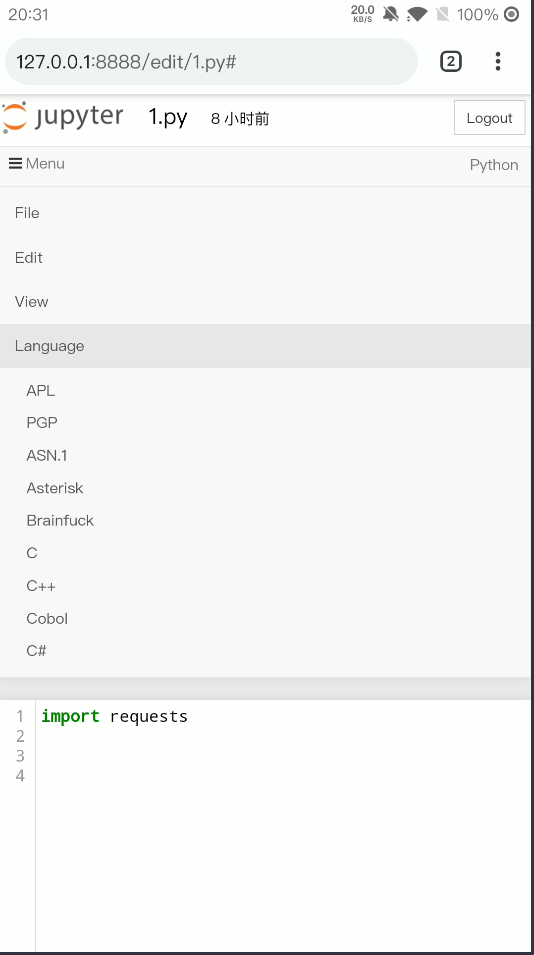 20:31 20.0 KB/S 100%
127.0.0.1:8888/edit/1.py# 2
jupyter 1.py 8 小时前 Logout
Menu Python
File
Edit
View
Language
APL
PGP
ASN.1
Asterisk
Brainfuck
C
C++
Cobol
C#
1 import requests
2
3
4